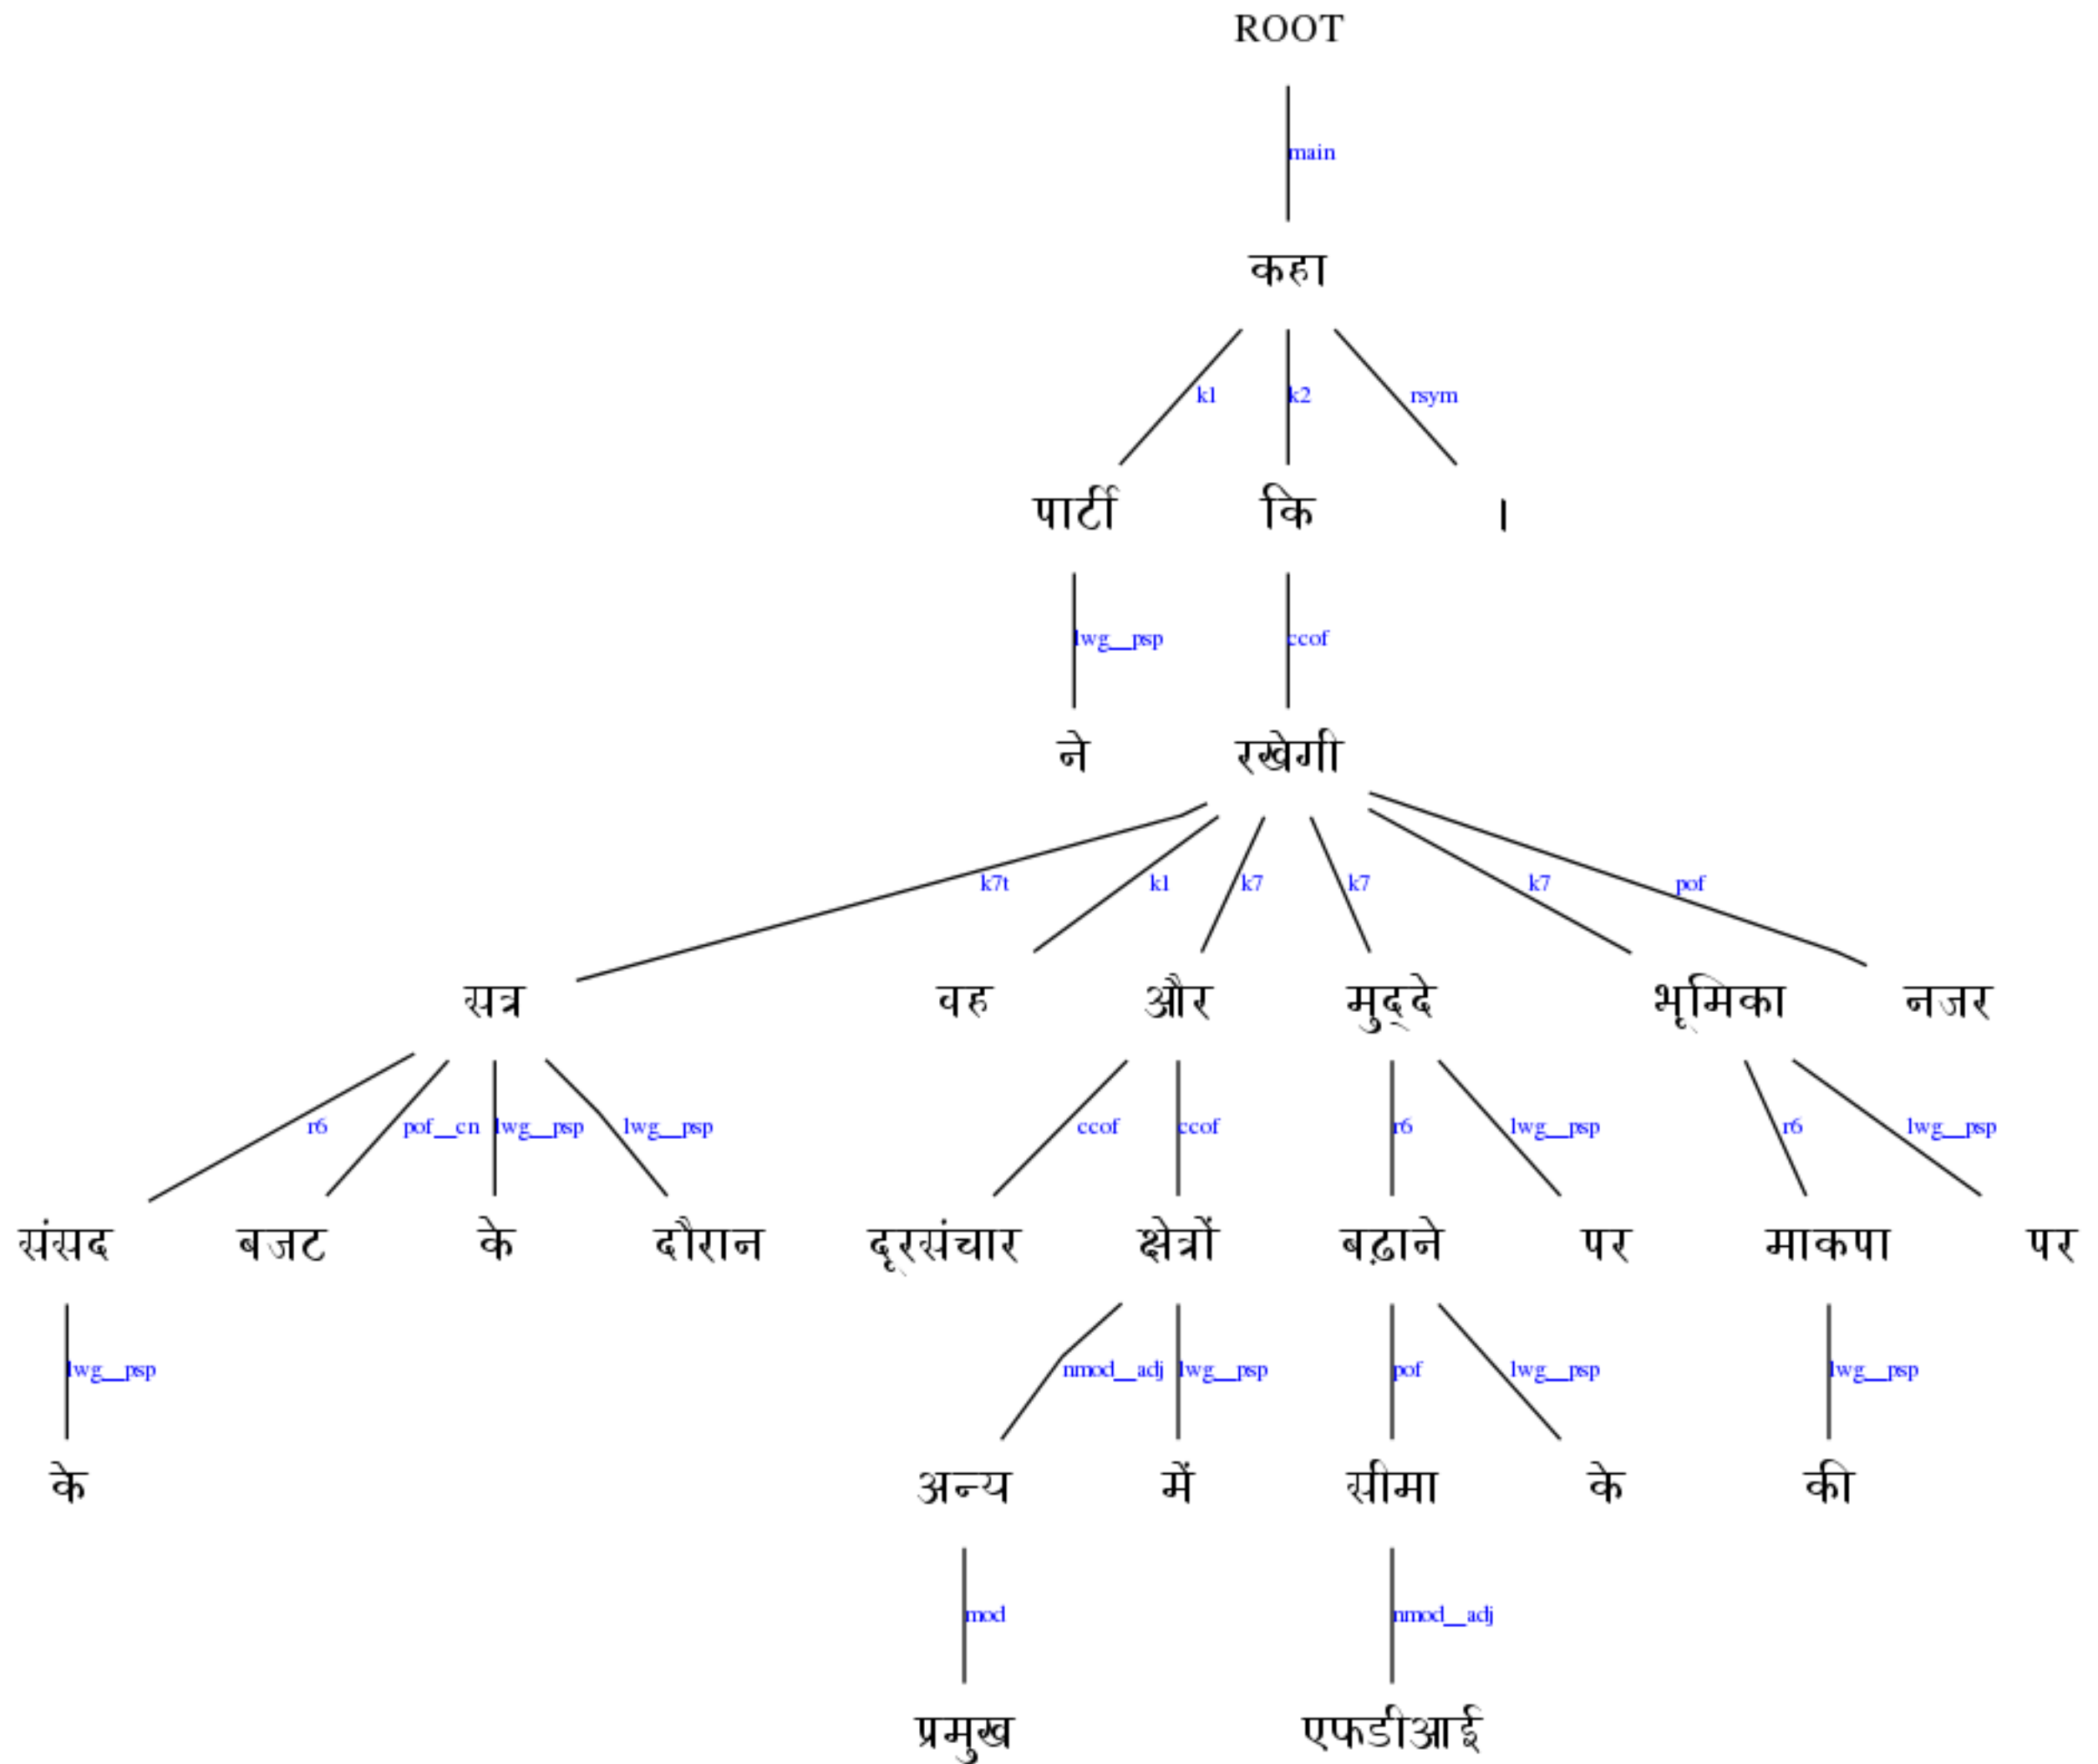 ROOT
main
कहा
k1 k2 rsym
पार्टी कि ।
lwg__psp ccof
ने रखेगी
k7t k1 k7 k7 k7 pof
सत्र वह और मुद्दे भूमिका नजर
r6 pof__cn lwg__psp lwg__psp ccof ccof r6 lwg__psp r6 lwg__psp
संसद बजट के दौरान दूरसंचार क्षेत्रों बढ़ाने पर माकपा पर
lwg__psp nmod__adj lwg__psp pof lwg__psp lwg__psp
के अन्य में सीमा के की
mod nmod__adj
प्रमुख एफडीआई